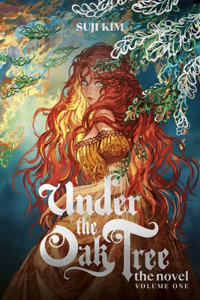 SUJI KIM
Under
the
Oak Tree
the novel
VOLUME ONE